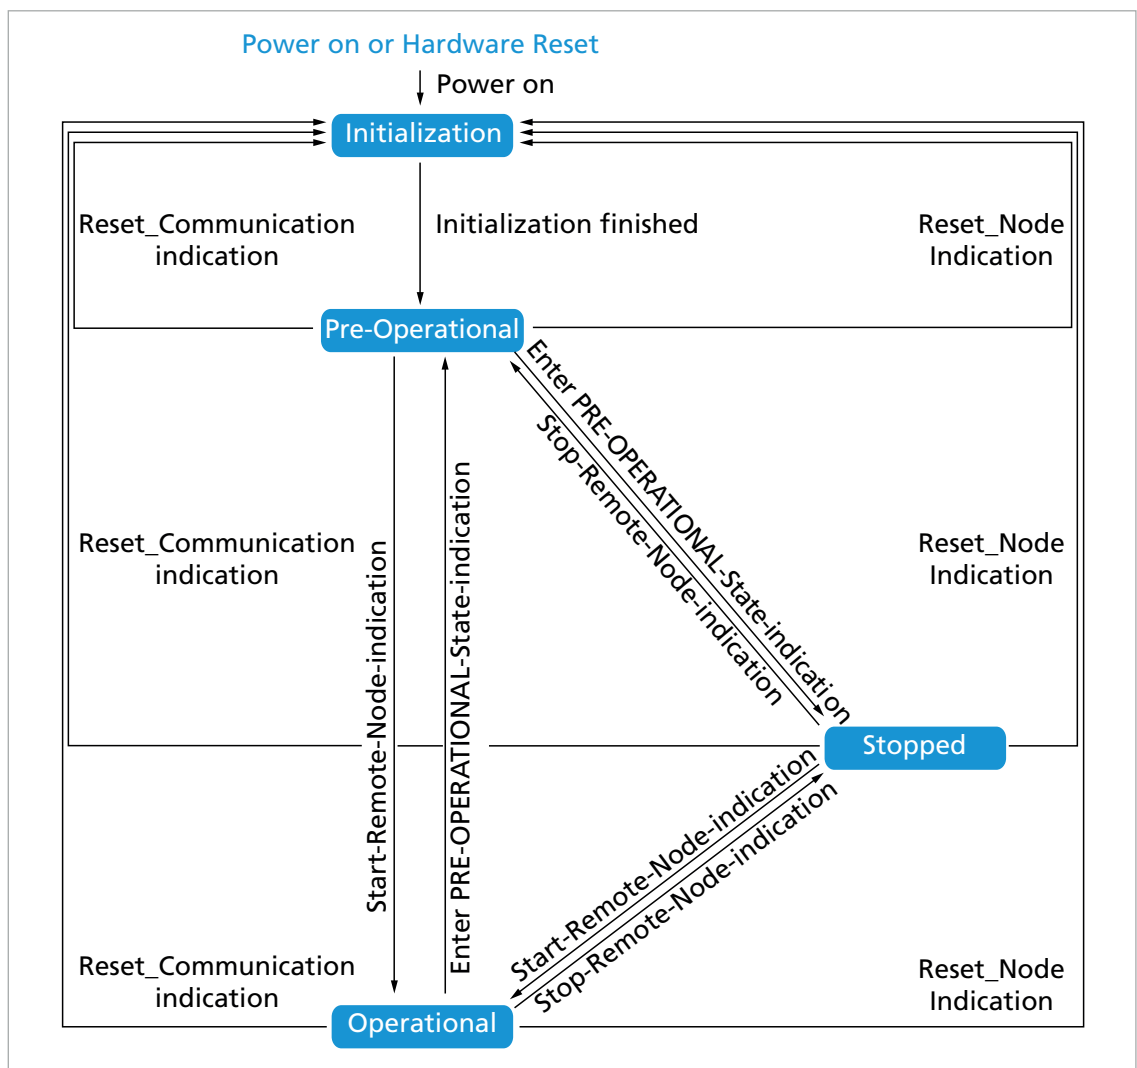 Power on or Hardware Reset
Power on
Initialization
Reset_Communication
indication
Initialization finished
Reset_Node
Indication
Pre-Operational
Enter PRE-OPERATIONAL-State-indication
Stop-Remote-Node-indication
Reset_Communication
indication
Reset_Node
Indication
Start-Remote-Node-indication
Enter PRE-OPERATIONAL-State-indication
Stopped
Start-Remote-Node-indication
Stop-Remote-Node-indication
Reset_Communication
indication
Reset_Node
Indication
Operational